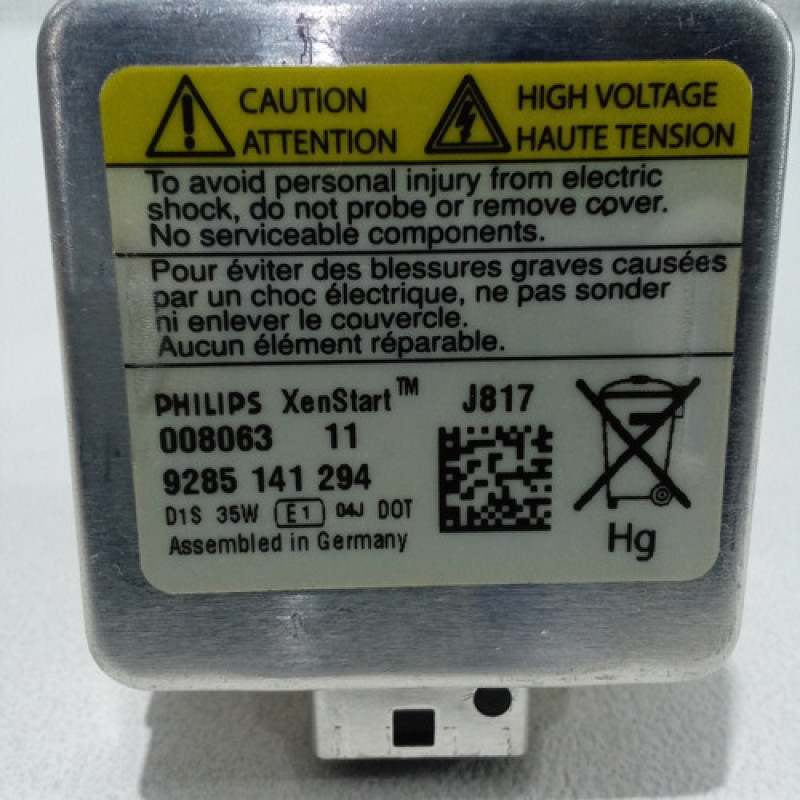 CAUTION
ATTENTION
HIGH VOLTAGE
HAUTE TENSION
To avoid personal injury from electric
shock, do not probe or remove cover.
No serviceable components.
Pour éviter des blessures graves causées
par un choc électrique, ne pas sonder
ni enlever le couvercle.
Aucun élément réparable.
PHILIPS XenStart™ J817
008063 11
9285 141 294
D1S 35W E1 04J DOT
Assembled in Germany
Hg